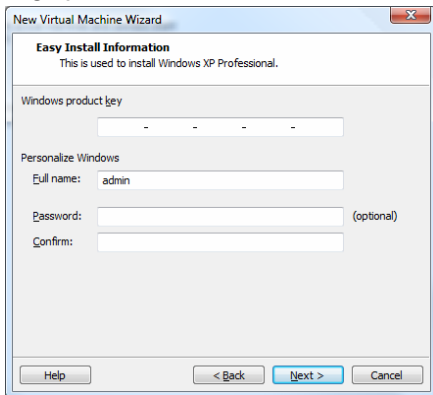 New Virtual Machine Wizard
Easy Install Information
This is used to install Windows XP Professional.
Windows product key
- - - -
Personalize Windows
Full name: admin
Password: (optional)
Confirm:
Help < Back Next > Cancel